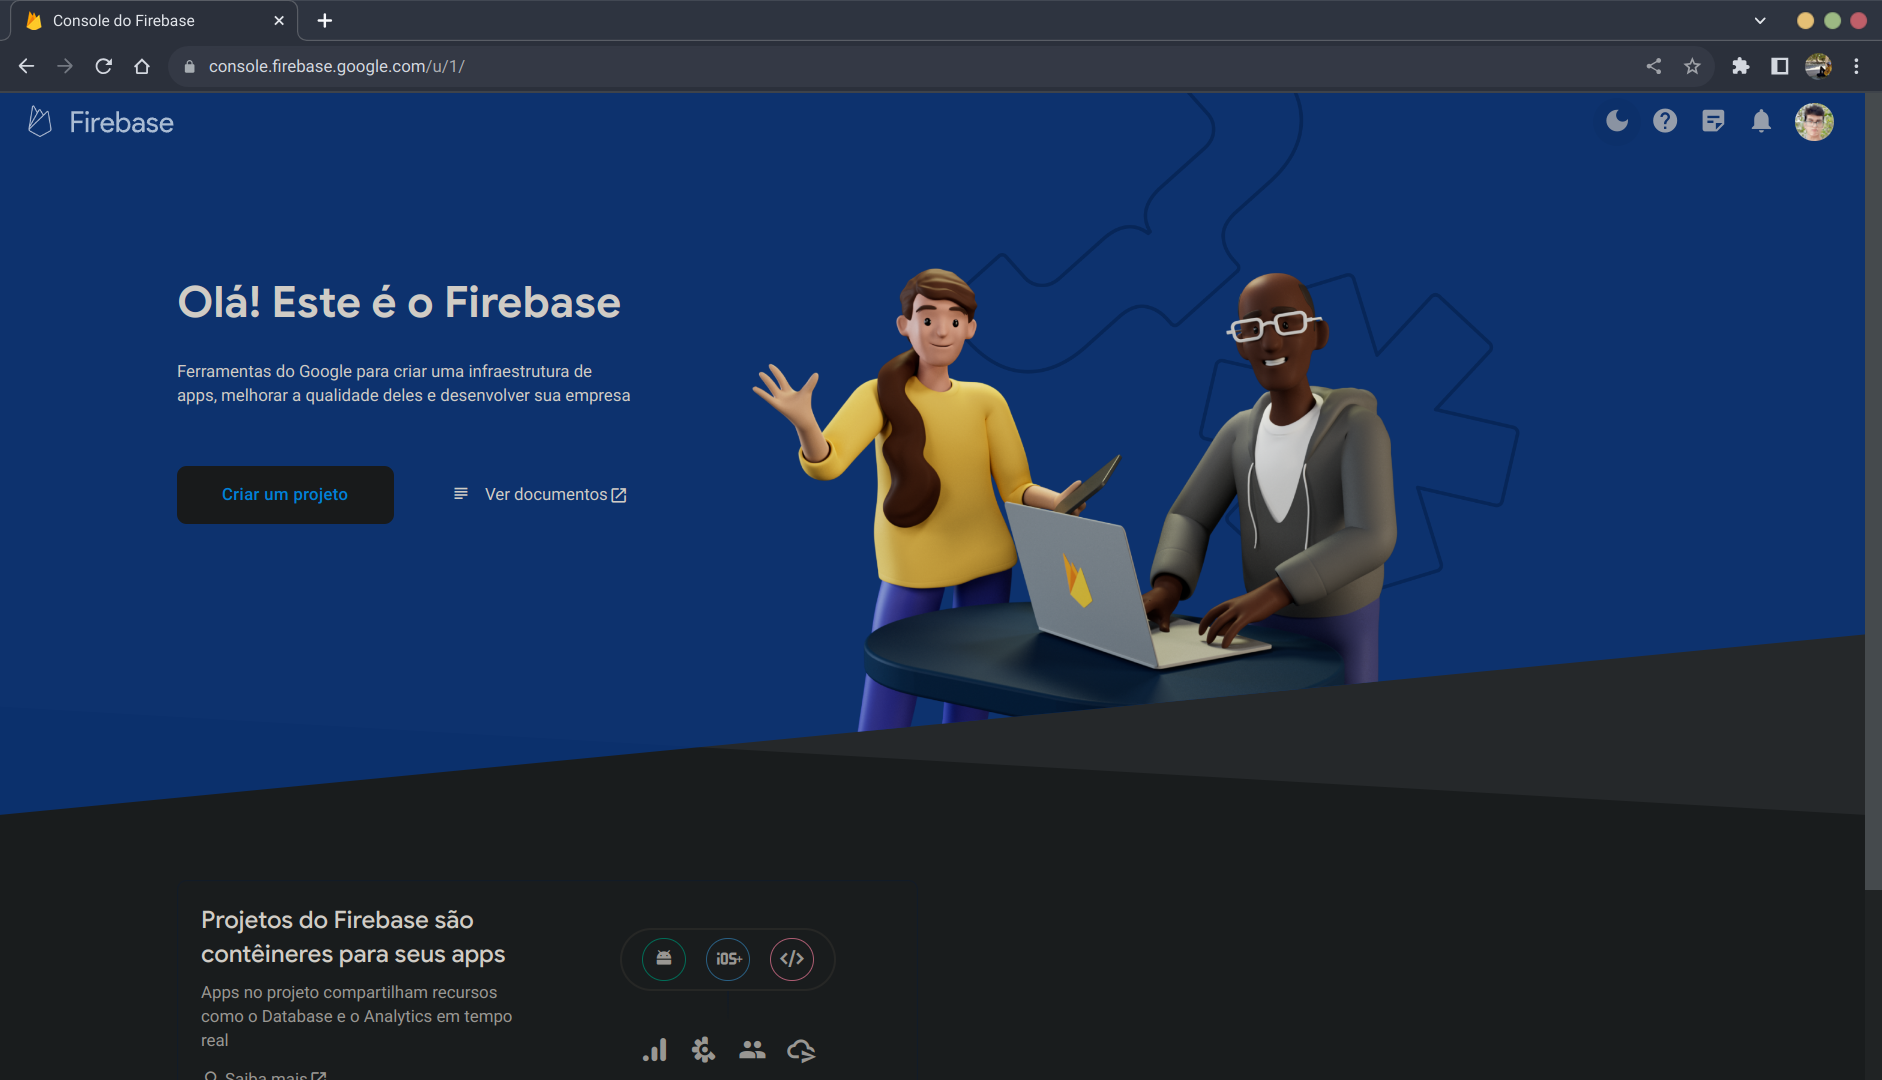 Console do Firebase
console.firebase.google.com/u/1/
Firebase
Olá! Este é o Firebase
Ferramentas do Google para criar uma infraestrutura de
apps, melhorar a qualidade deles e desenvolver sua empresa
Criar um projeto
Ver documentos
Projetos do Firebase são
contêineres para seus apps
iOS+
Apps no projeto compartilham recursos
como o Database e o Analytics em tempo
real
Saiba mais